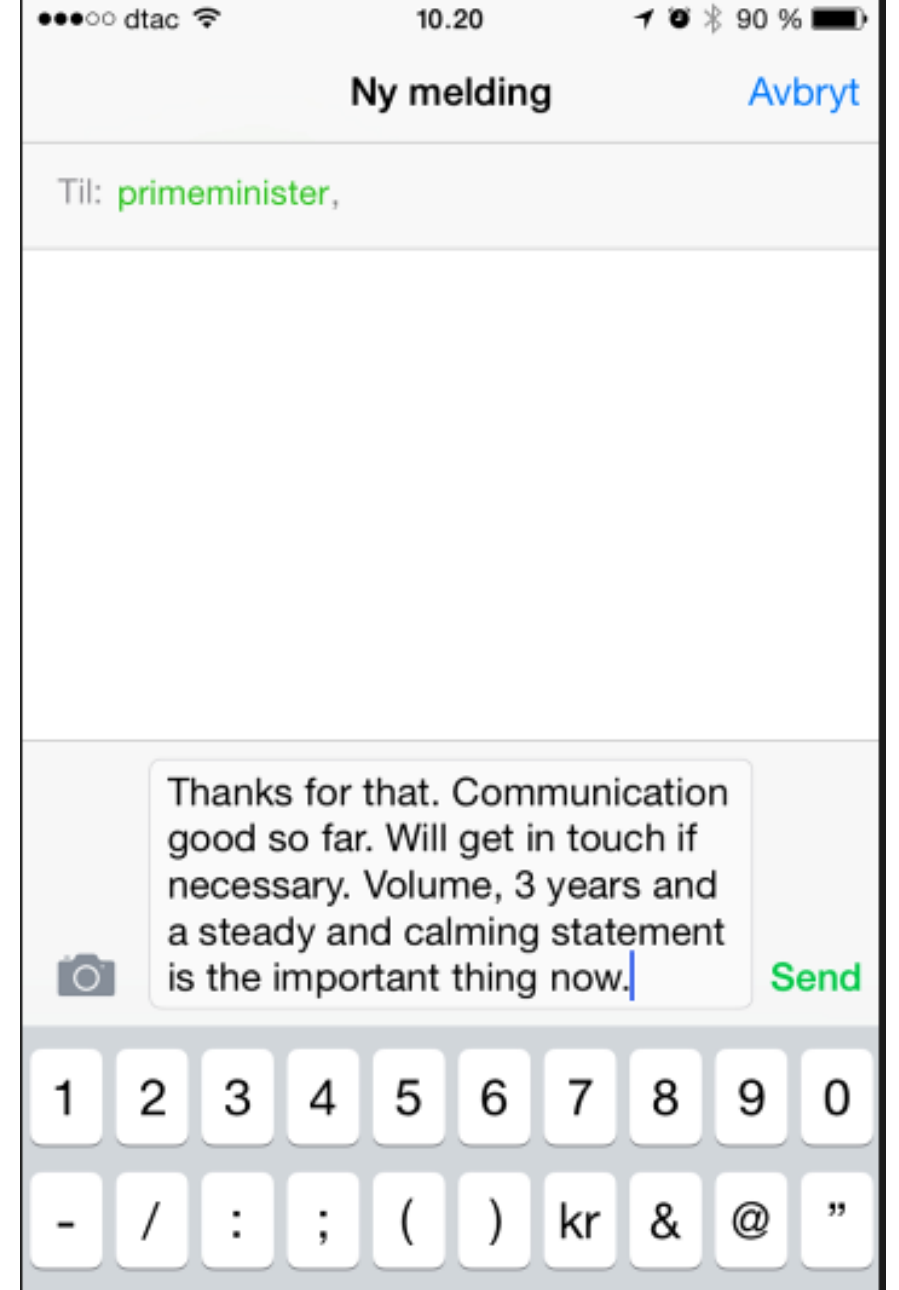 dtac 10.20 90 %
Ny melding Avbryt
Til: primeminister,
Thanks for that. Communication
good so far. Will get in touch if
necessary. Volume, 3 years and
a steady and calming statement
is the important thing now.
Send
1 2 3 4 5 6 7 8 9 0
- / : ; ( ) kr & @ ”